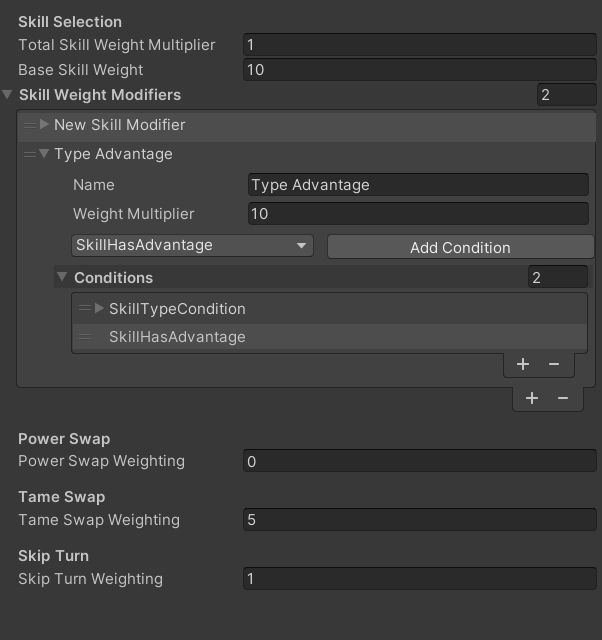 Skill Selection
Total Skill Weight Multiplier 1
Base Skill Weight 10
Skill Weight Modifiers 2
New Skill Modifier
Type Advantage
Name Type Advantage
Weight Multiplier 10
SkillHasAdvantage Add Condition
Conditions 2
SkillTypeCondition
SkillHasAdvantage
+ −
+ −
Power Swap
Power Swap Weighting 0
Tame Swap
Tame Swap Weighting 5
Skip Turn
Skip Turn Weighting 1